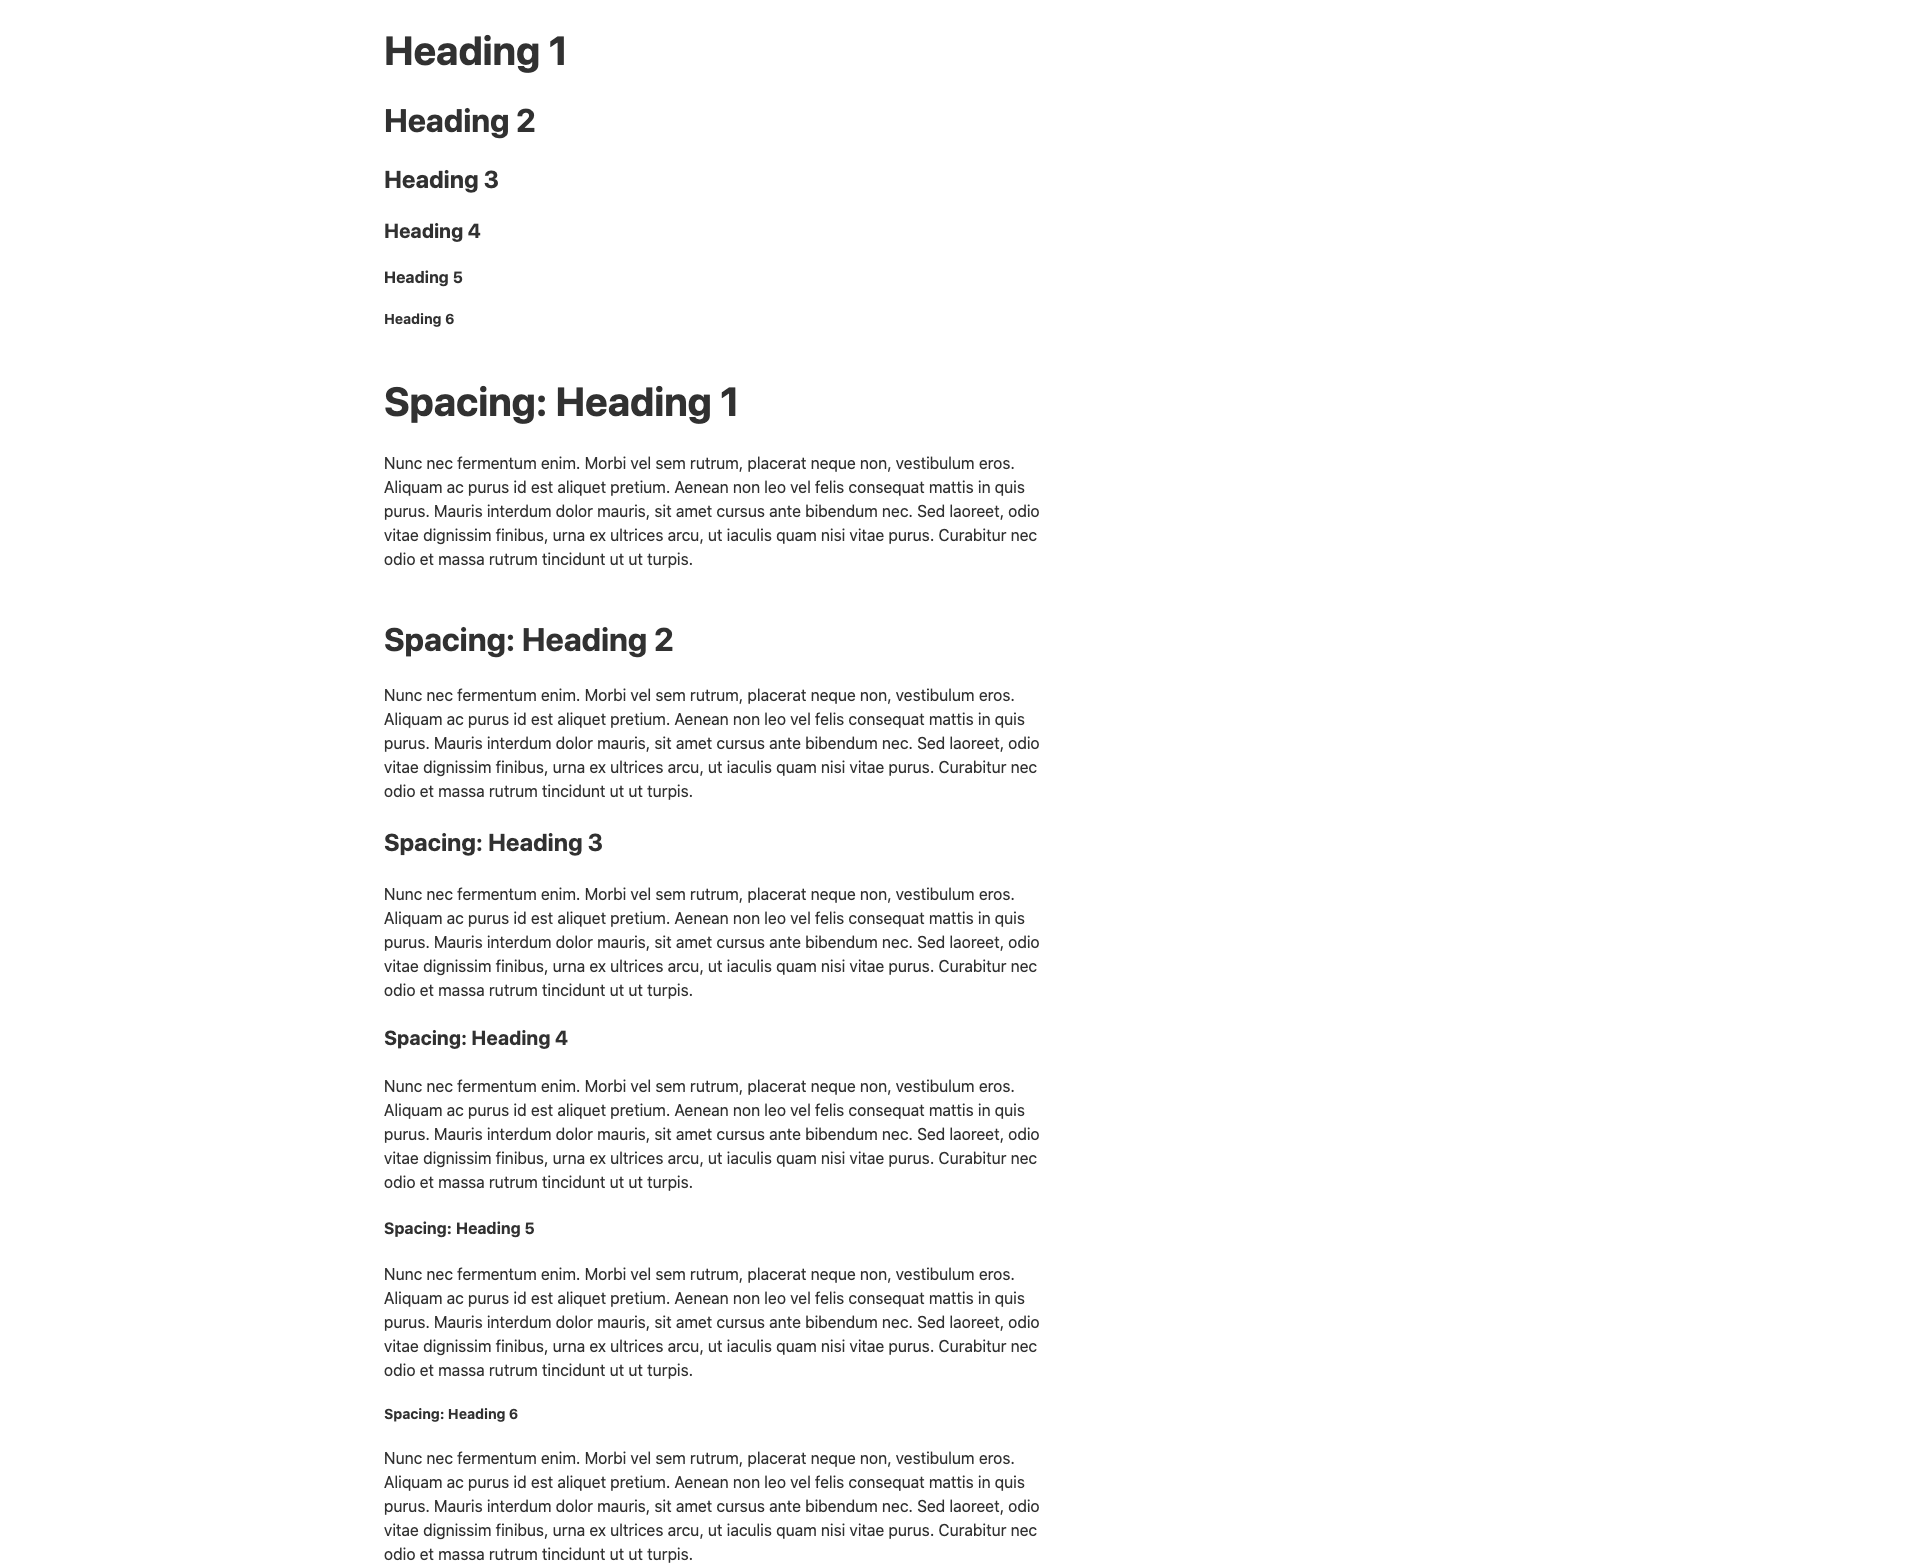 Heading 1
Heading 2
Heading 3
Heading 4
Heading 5
Heading 6
Spacing: Heading 1
Nunc nec fermentum enim. Morbi vel sem rutrum, placerat neque non, vestibulum eros.
Aliquam ac purus id est aliquet pretium. Aenean non leo vel felis consequat mattis in quis
purus. Mauris interdum dolor mauris, sit amet cursus ante bibendum nec. Sed laoreet, odio
vitae dignissim finibus, urna ex ultrices arcu, ut iaculis quam nisi vitae purus. Curabitur nec
odio et massa rutrum tincidunt ut ut turpis.
Spacing: Heading 2
Nunc nec fermentum enim. Morbi vel sem rutrum, placerat neque non, vestibulum eros.
Aliquam ac purus id est aliquet pretium. Aenean non leo vel felis consequat mattis in quis
purus. Mauris interdum dolor mauris, sit amet cursus ante bibendum nec. Sed laoreet, odio
vitae dignissim finibus, urna ex ultrices arcu, ut iaculis quam nisi vitae purus. Curabitur nec
odio et massa rutrum tincidunt ut ut turpis.
Spacing: Heading 3
Nunc nec fermentum enim. Morbi vel sem rutrum, placerat neque non, vestibulum eros.
Aliquam ac purus id est aliquet pretium. Aenean non leo vel felis consequat mattis in quis
purus. Mauris interdum dolor mauris, sit amet cursus ante bibendum nec. Sed laoreet, odio
vitae dignissim finibus, urna ex ultrices arcu, ut iaculis quam nisi vitae purus. Curabitur nec
odio et massa rutrum tincidunt ut ut turpis.
Spacing: Heading 4
Nunc nec fermentum enim. Morbi vel sem rutrum, placerat neque non, vestibulum eros.
Aliquam ac purus id est aliquet pretium. Aenean non leo vel felis consequat mattis in quis
purus. Mauris interdum dolor mauris, sit amet cursus ante bibendum nec. Sed laoreet, odio
vitae dignissim finibus, urna ex ultrices arcu, ut iaculis quam nisi vitae purus. Curabitur nec
odio et massa rutrum tincidunt ut ut turpis.
Spacing: Heading 5
Nunc nec fermentum enim. Morbi vel sem rutrum, placerat neque non, vestibulum eros.
Aliquam ac purus id est aliquet pretium. Aenean non leo vel felis consequat mattis in quis
purus. Mauris interdum dolor mauris, sit amet cursus ante bibendum nec. Sed laoreet, odio
vitae dignissim finibus, urna ex ultrices arcu, ut iaculis quam nisi vitae purus. Curabitur nec
odio et massa rutrum tincidunt ut ut turpis.
Spacing: Heading 6
Nunc nec fermentum enim. Morbi vel sem rutrum, placerat neque non, vestibulum eros.
Aliquam ac purus id est aliquet pretium. Aenean non leo vel felis consequat mattis in quis
purus. Mauris interdum dolor mauris, sit amet cursus ante bibendum nec. Sed laoreet, odio
vitae dignissim finibus, urna ex ultrices arcu, ut iaculis quam nisi vitae purus. Curabitur nec
odio et massa rutrum tincidunt ut ut turpis.